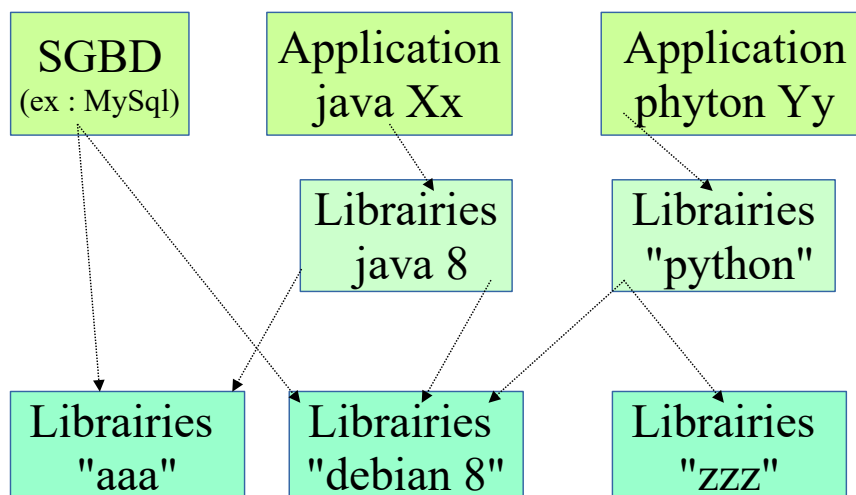 SGBD
(ex : MySql)
Application
java Xx
Application
phyton Yy
Librairies
java 8
Librairies
"python"
Librairies
"aaa"
Librairies
"debian 8"
Librairies
"zzz"